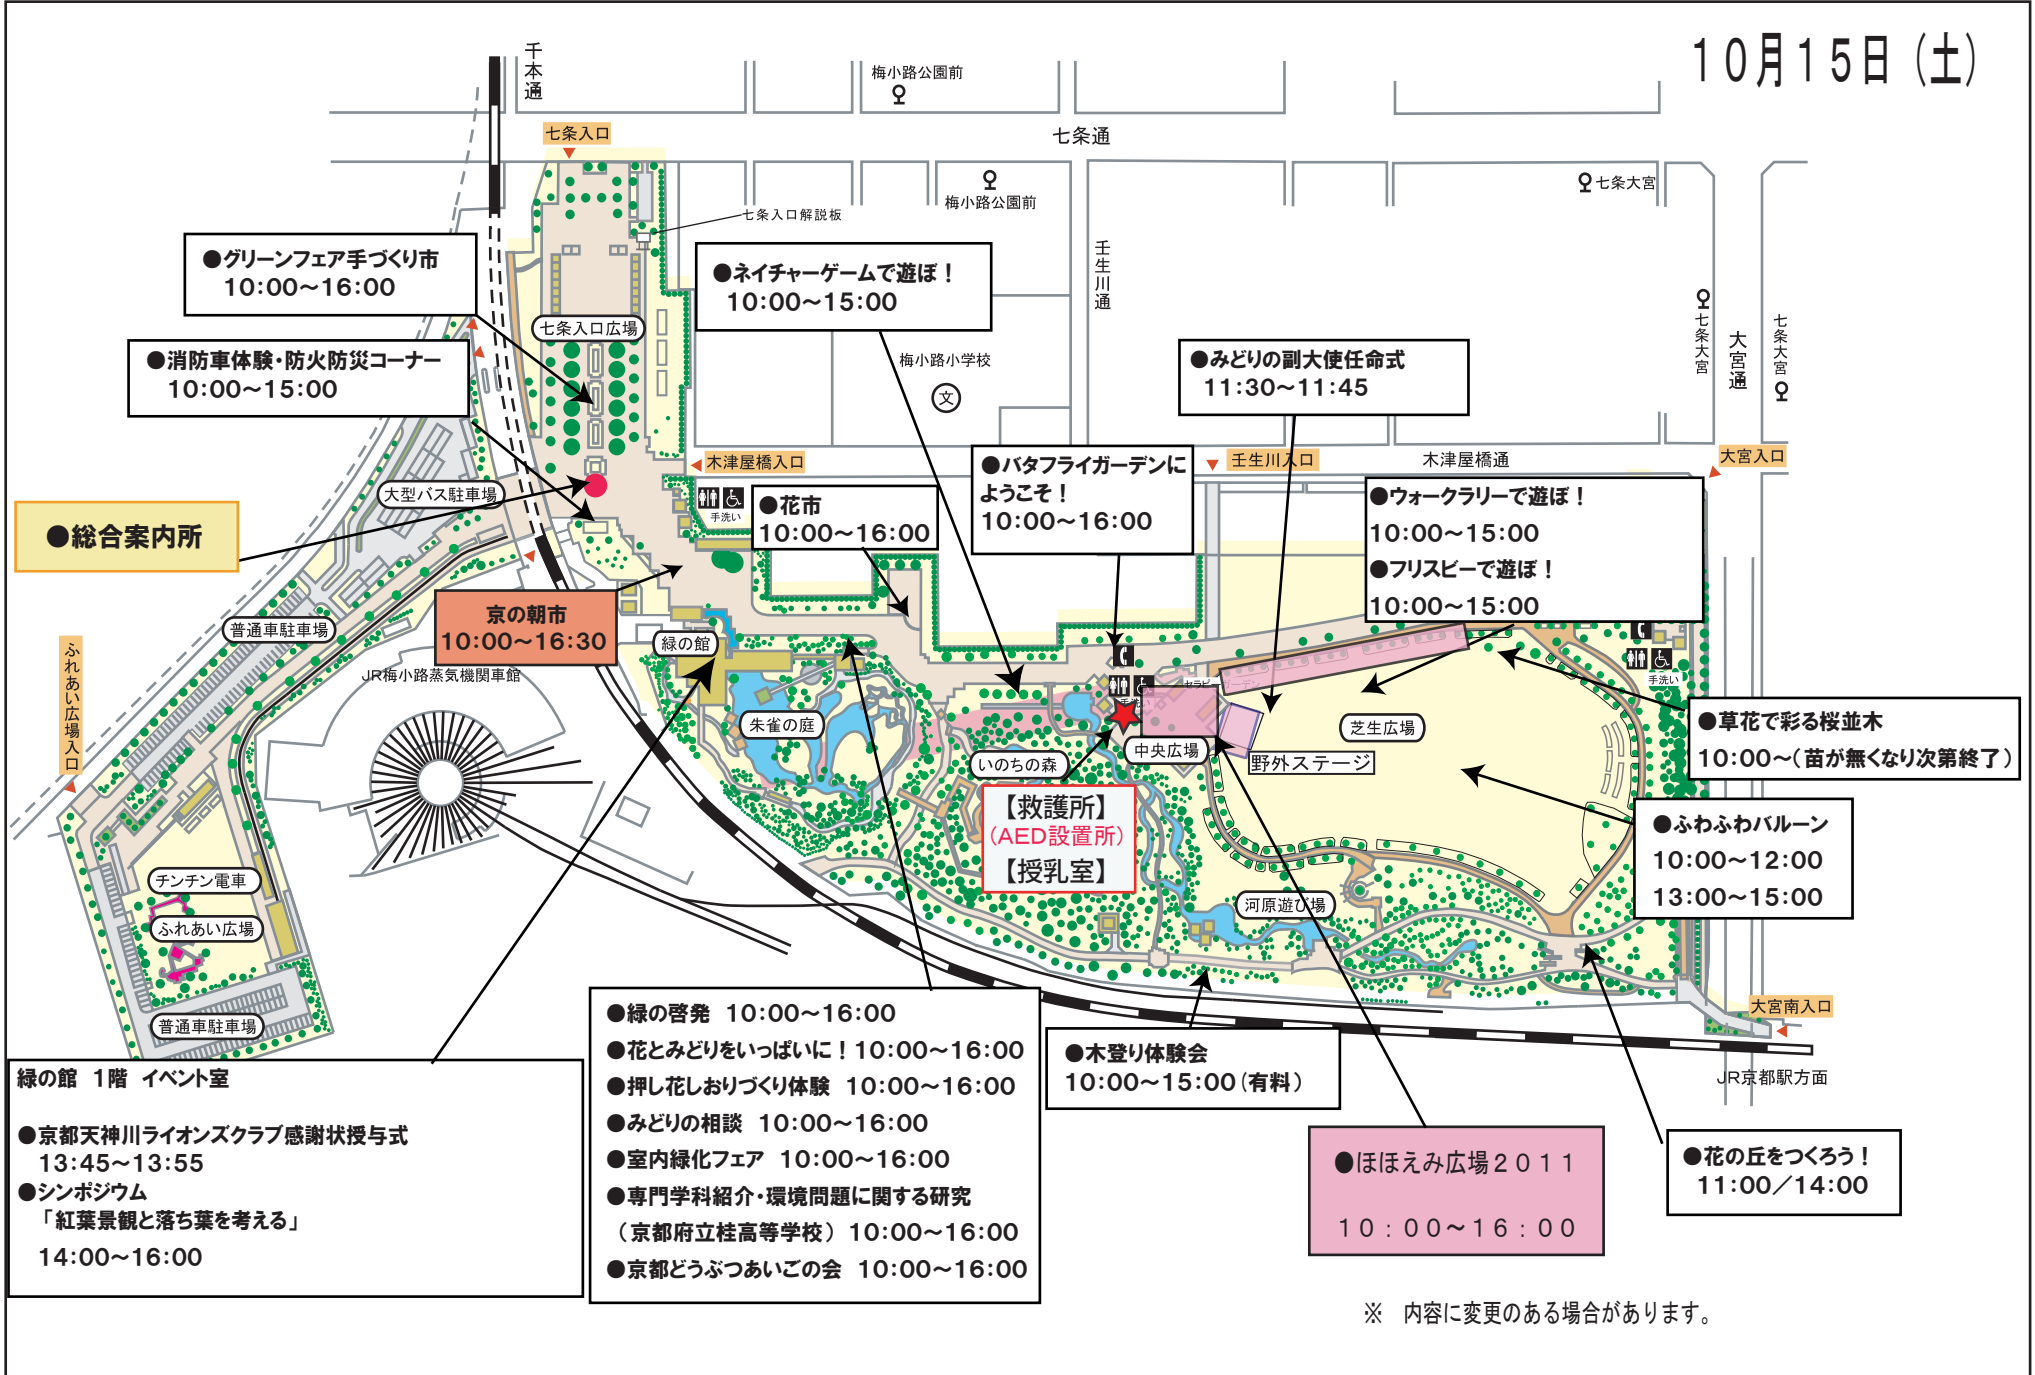 10月15日（土）
千本通
梅小路公園前
七条入口
七条通
七条大宮
梅小路公園前
七条入口解説板
壬生川通
●グリーンフェア手づくり市
10:00～16:00
●ネイチャーゲームで遊ぼ！
10:00～15:00
七条入口広場
七条大宮
大宮通
七条大宮
●消防車体験・防火防災コーナー
10:00～15:00
梅小路小学校
文
●みどりの副大使任命式
11:30～11:45
木津屋橋入口
壬生川入口
木津屋橋通
大宮入口
●バタフライガーデンに
ようこそ！
10:00～16:00
大型バス駐車場
手洗い
●花市
10:00～16:00
●ウォークラリーで遊ぼ！
10:00～15:00
●フリスビーで遊ぼ！
10:00～15:00
●総合案内所
京の朝市
10:00～16:30
普通車駐車場
緑の館
JR梅小路蒸気機関車館
ふれあい広場入口
手洗い
セラピーガーデン
手洗い
朱雀の庭
いのちの森
中央広場
芝生広場
野外ステージ
●草花で彩る桜並木
10:00～（苗が無くなり次第終了）
【救護所】
（AED設置所）
【授乳室】
●ふわふわバルーン
10:00～12:00
13:00～15:00
チンチン電車
ふれあい広場
河原遊び場
普通車駐車場
大宮南入口
JR京都駅方面
緑の館　1階　イベント室
●京都天神川ライオンズクラブ感謝状授与式
13:45～13:55
●シンポジウム
「紅葉景観と落ち葉を考える」
14:00～16:00
●緑の啓発　10:00～16:00
●花とみどりをいっぱいに！10:00～16:00
●押し花しおりづくり体験　10:00～16:00
●みどりの相談　10:00～16:00
●室内緑化フェア　10:00～16:00
●専門学科紹介・環境問題に関する研究
（京都府立桂高等学校）　10:00～16:00
●京都どうぶつあいごの会　10:00～16:00
●木登り体験会
10:00～15:00（有料）
●ほほえみ広場２０１１
１０：００～１６：００
●花の丘をつくろう！
11:00／14:00
※　内容に変更のある場合があります。